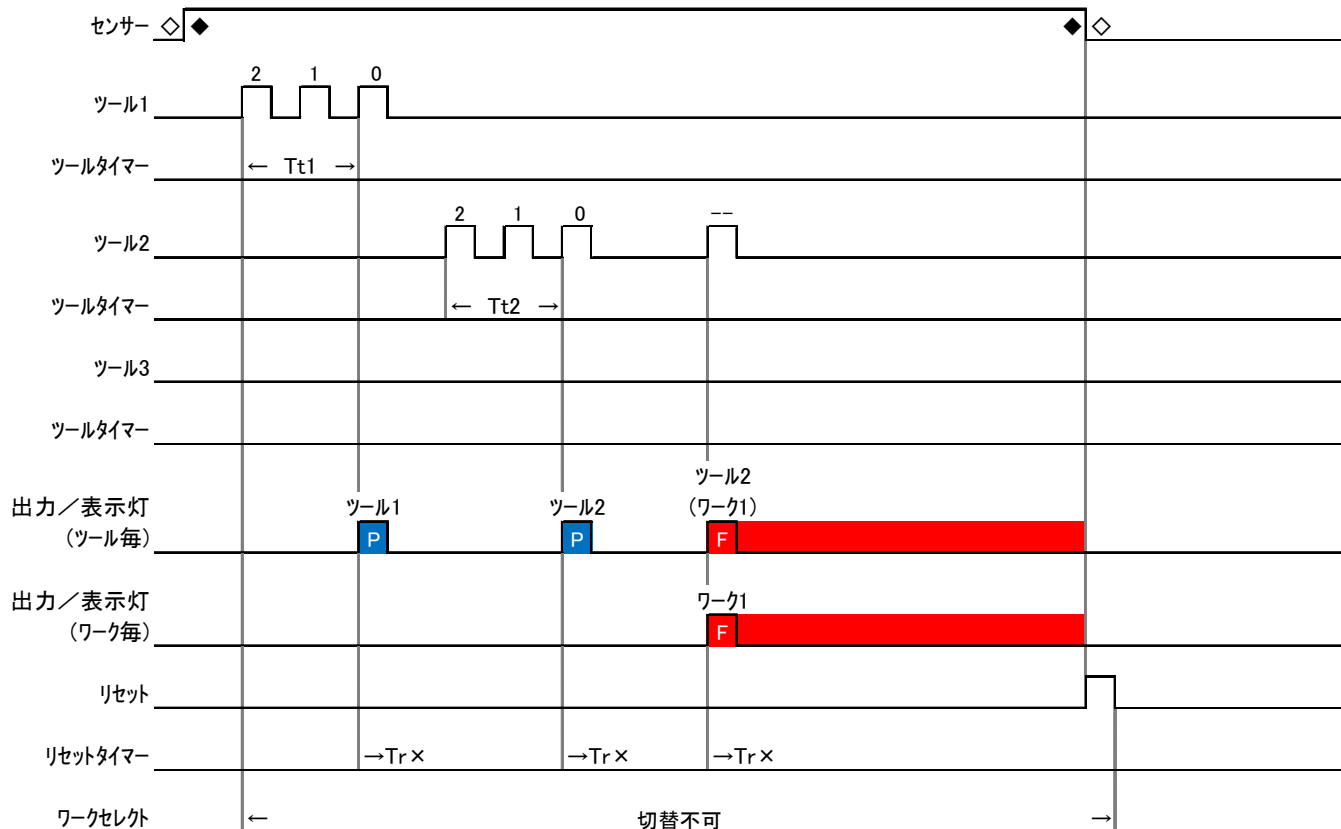 センサー ◇ ◆ ◆ ◇
2 1 0
ツール1
ツールタイマー ← Tt1 →
2 1 0 --
ツール2
ツールタイマー ← Tt2 →
ツール3
ツールタイマー
ツール2
出力／表示灯 ツール1 ツール2 (ワーク1)
(ツール毎) P P F
出力／表示灯 ワーク1
(ワーク毎) F
リセット
リセットタイマー →Tr× →Tr× →Tr×
ワークセレクト ← 切替不可 →